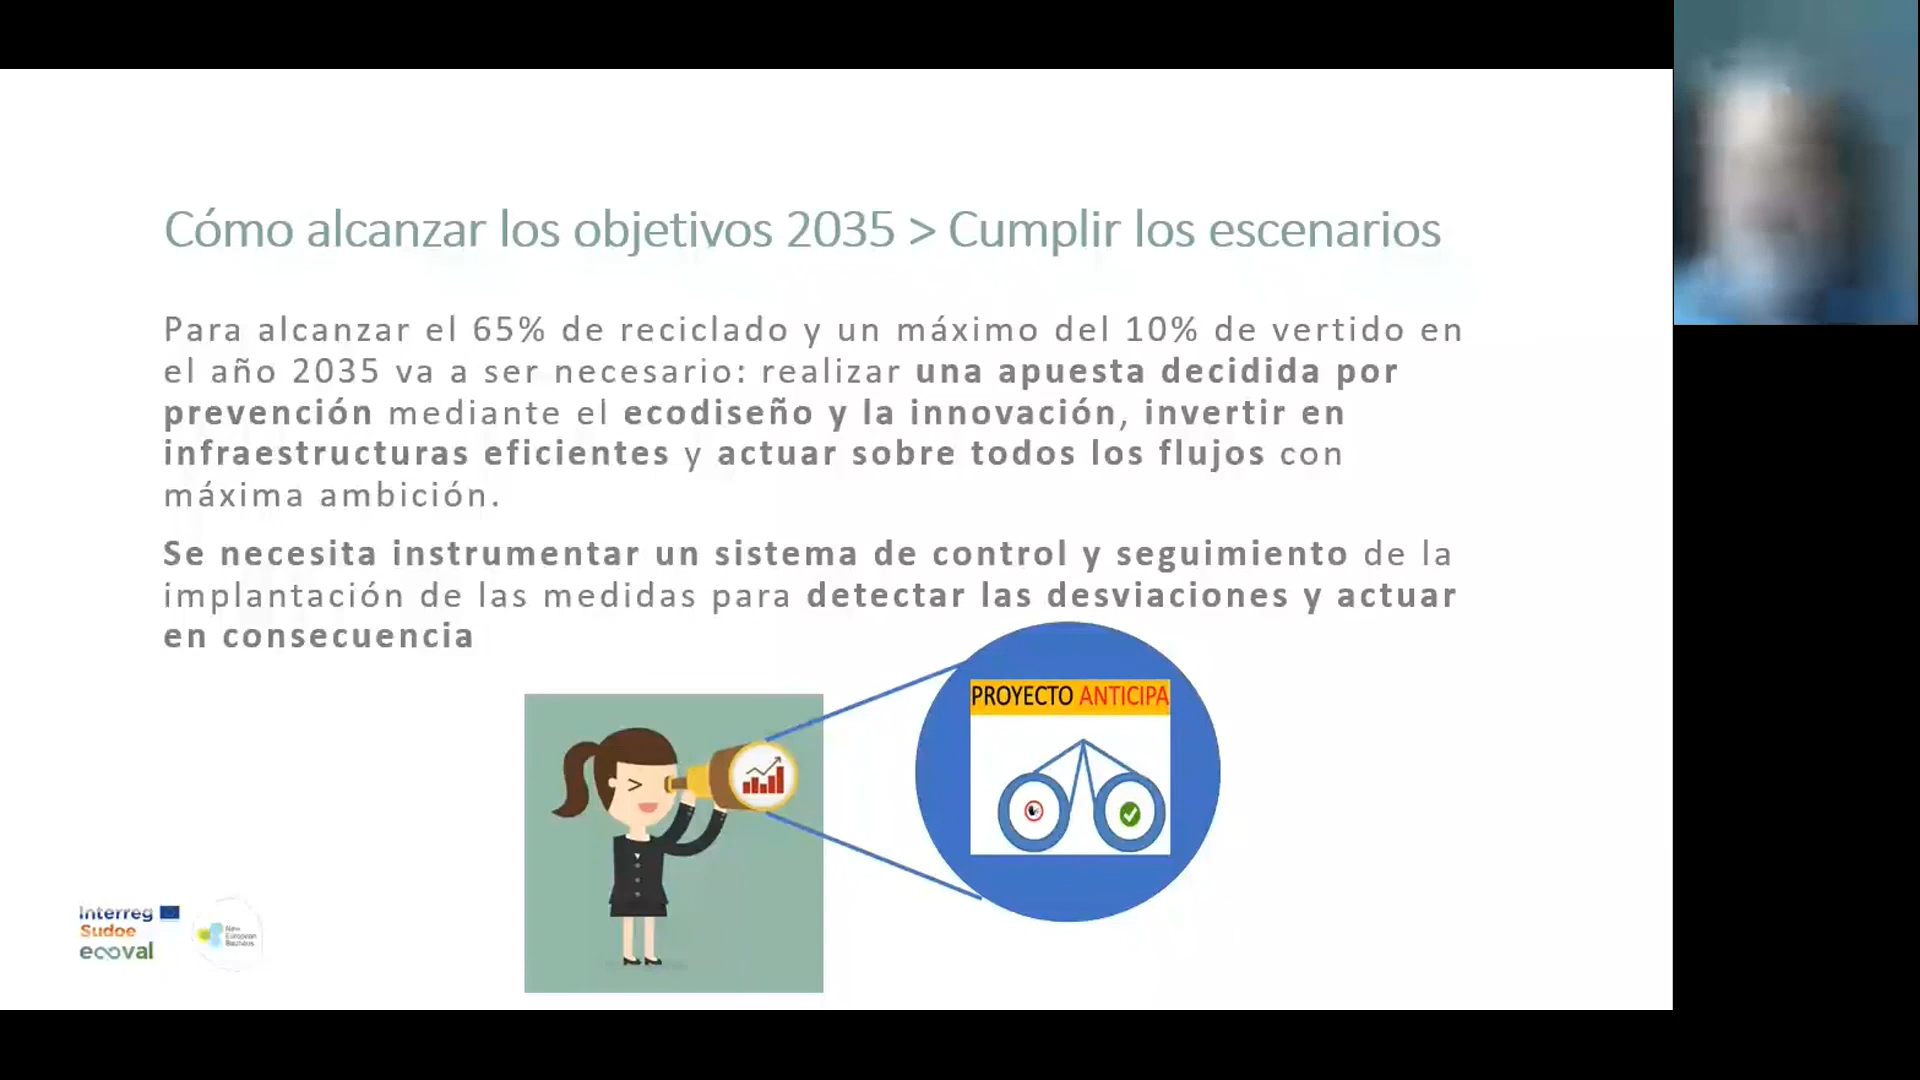 Cómo alcanzar los objetivos 2035 > Cumplir los escenarios
Para alcanzar el 65% de reciclado y un máximo del 10% de vertido en
el año 2035 va a ser necesario: realizar una apuesta decidida por
prevención mediante el ecodiseño y la innovación, invertir en
infraestructuras eficientes y actuar sobre todos los flujos con
máxima ambición.
Se necesita instrumentar un sistema de control y seguimiento de la
implantación de las medidas para detectar las desviaciones y actuar
en consecuencia
PROYECTO ANTICIPA
Interreg
Sudoe
ecoval
New
European
Bauhaus